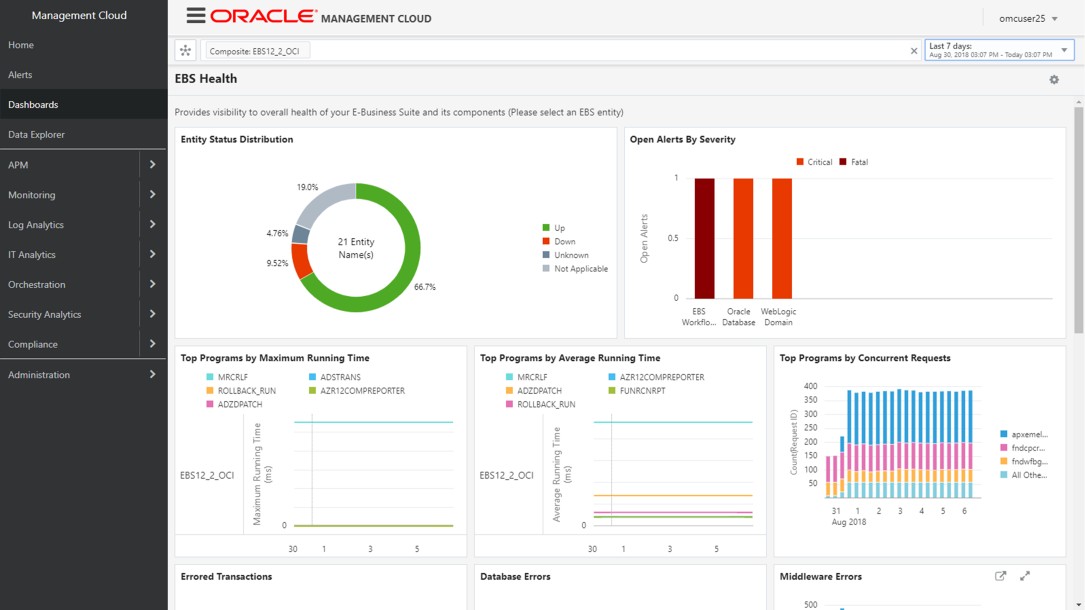 Management Cloud
ORACLE MANAGEMENT CLOUD
omcuser25
Home
Alerts
Dashboards
Data Explorer
APM
Monitoring
Log Analytics
IT Analytics
Orchestration
Security Analytics
Compliance
Administration
Composite: EBS12_2_OCI
Last 7 days:
Aug 30, 2018 03:07 PM - Today 03:07 PM
EBS Health
Provides visibility to overall health of your E-Business Suite and its components (Please select an EBS entity)
Entity Status Distribution
19.0%
4.76%
9.52%
66.7%
21 Entity
Name(s)
Up
Down
Unknown
Not Applicable
Open Alerts By Severity
Critical Fatal
Open Alerts
1
0.5
0
EBS Workflo...
Oracle Database
WebLogic Domain
Top Programs by Maximum Running Time
MRCRLF ADSTRANS
ROLLBACK_RUN AZR12COMPREPORTER
ADZDPATCH
EBS12_2_OCI
Maximum Running Time
(ms)
0
30 1 3 5
Top Programs by Average Running Time
MRCRLF AZR12COMPREPORTER
ADZDPATCH FUNRCNRPT
ROLLBACK_RUN
EBS12_2_OCI
Average Running Time
(ms)
0
30 1 3 5
Top Programs by Concurrent Requests
Count(Request ID)
400
350
300
250
200
150
100
50
31 1 2 3 4 5 6
Aug 2018
apxemel...
fndcpcr...
fndwfbg...
All Othe...
Errored Transactions
Database Errors
Middleware Errors
500